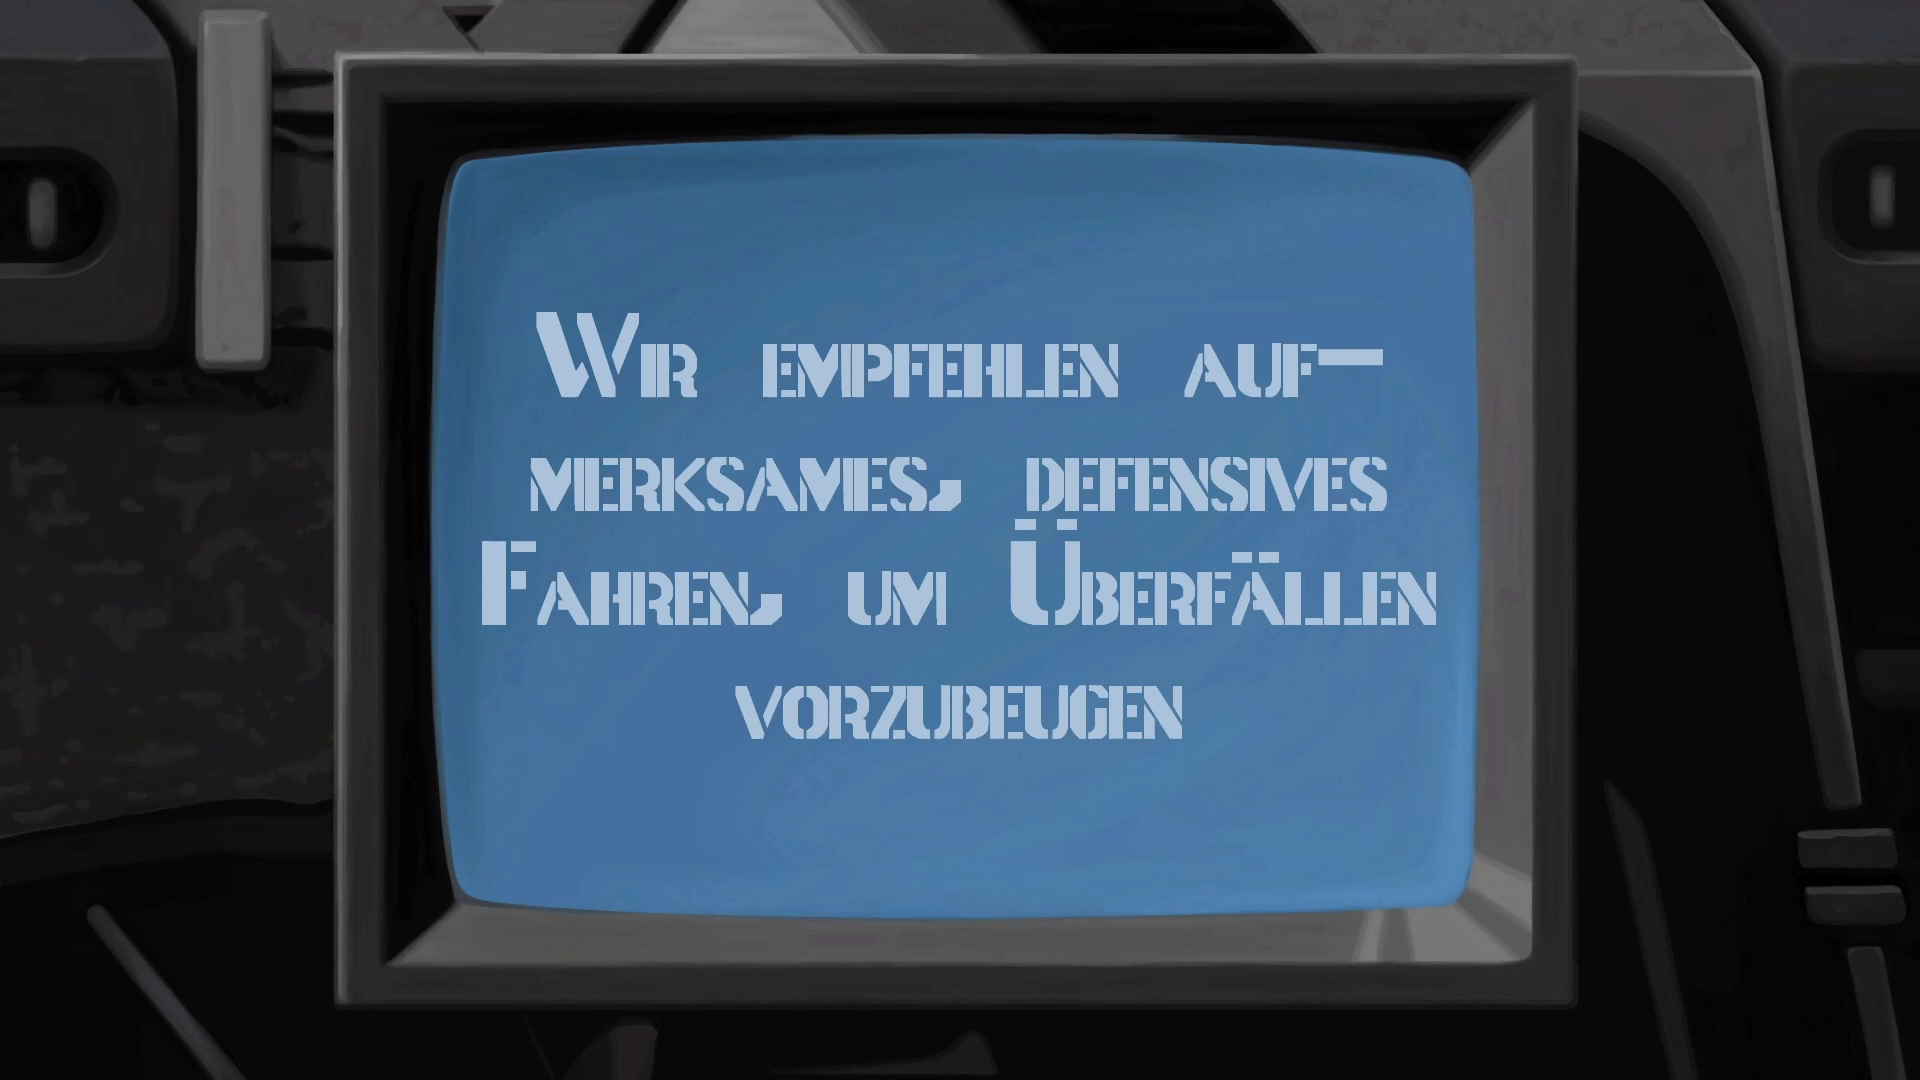 Wir empfehlen auf-
merksames, defensives
Fahren, um Überfällen
vorzubeugen